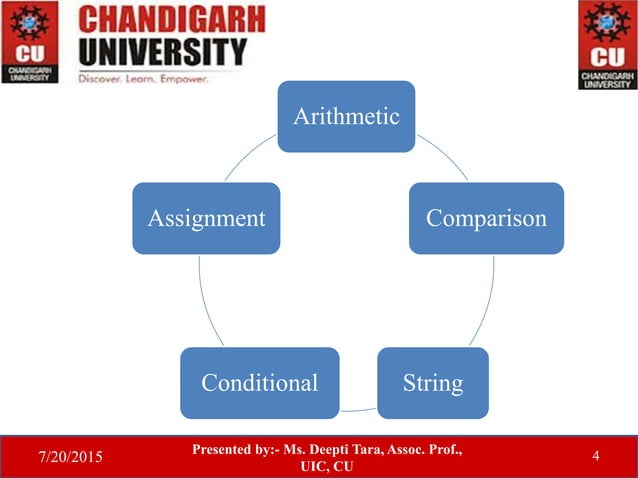 CU
CHANDIGARH
UNIVERSITY
CHANDIGARH
UNIVERSITY
Discover. Learn. Empower.
CU
CHANDIGARH
UNIVERSITY
Arithmetic
Assignment
Comparison
Conditional
String
7/20/2015
Presented by:- Ms. Deepti Tara, Assoc. Prof.,
UIC, CU
4